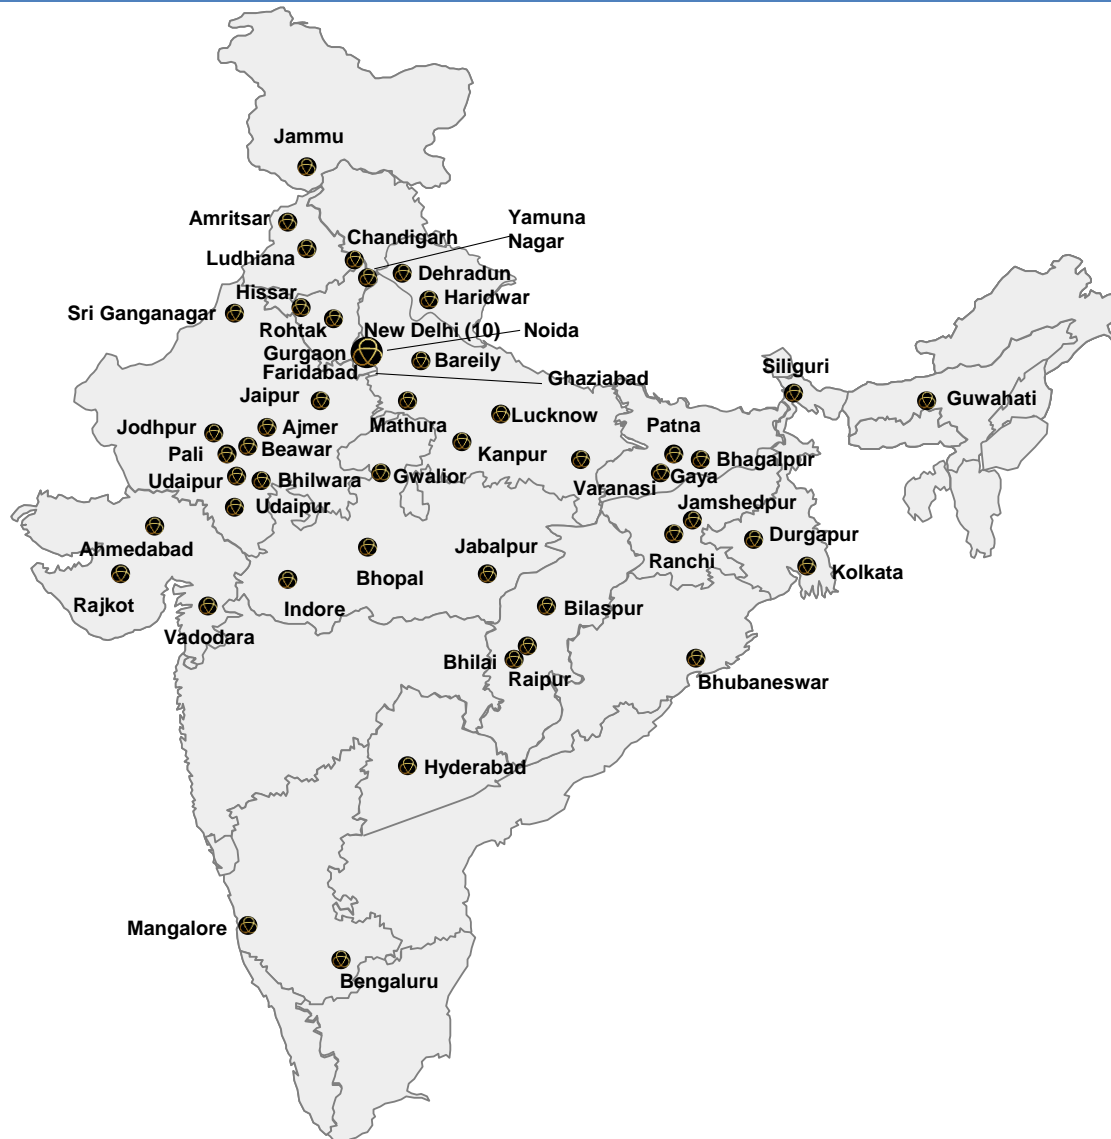 Jammu
Amritsar
Yamuna
Nagar
Chandigarh
Ludhiana
Dehradun
Hissar
Haridwar
Sri Ganganagar
Rohtak
New Delhi (10)
Noida
Gurgaon
Bareily
Faridabad
Siliguri
Ghaziabad
Jaipur
Guwahati
Mathura
Lucknow
Jodhpur
Ajmer
Patna
Beawar
Pali
Kanpur
Bhagalpur
Udaipur
Bhilwara
Gwalior
Varanasi
Gaya
Jamshedpur
Udaipur
Ahmedabad
Jabalpur
Durgapur
Bhopal
Ranchi
Kolkata
Rajkot
Indore
Bilaspur
Vadodara
Bhilai
Raipur
Bhubaneswar
Hyderabad
Mangalore
Bengaluru